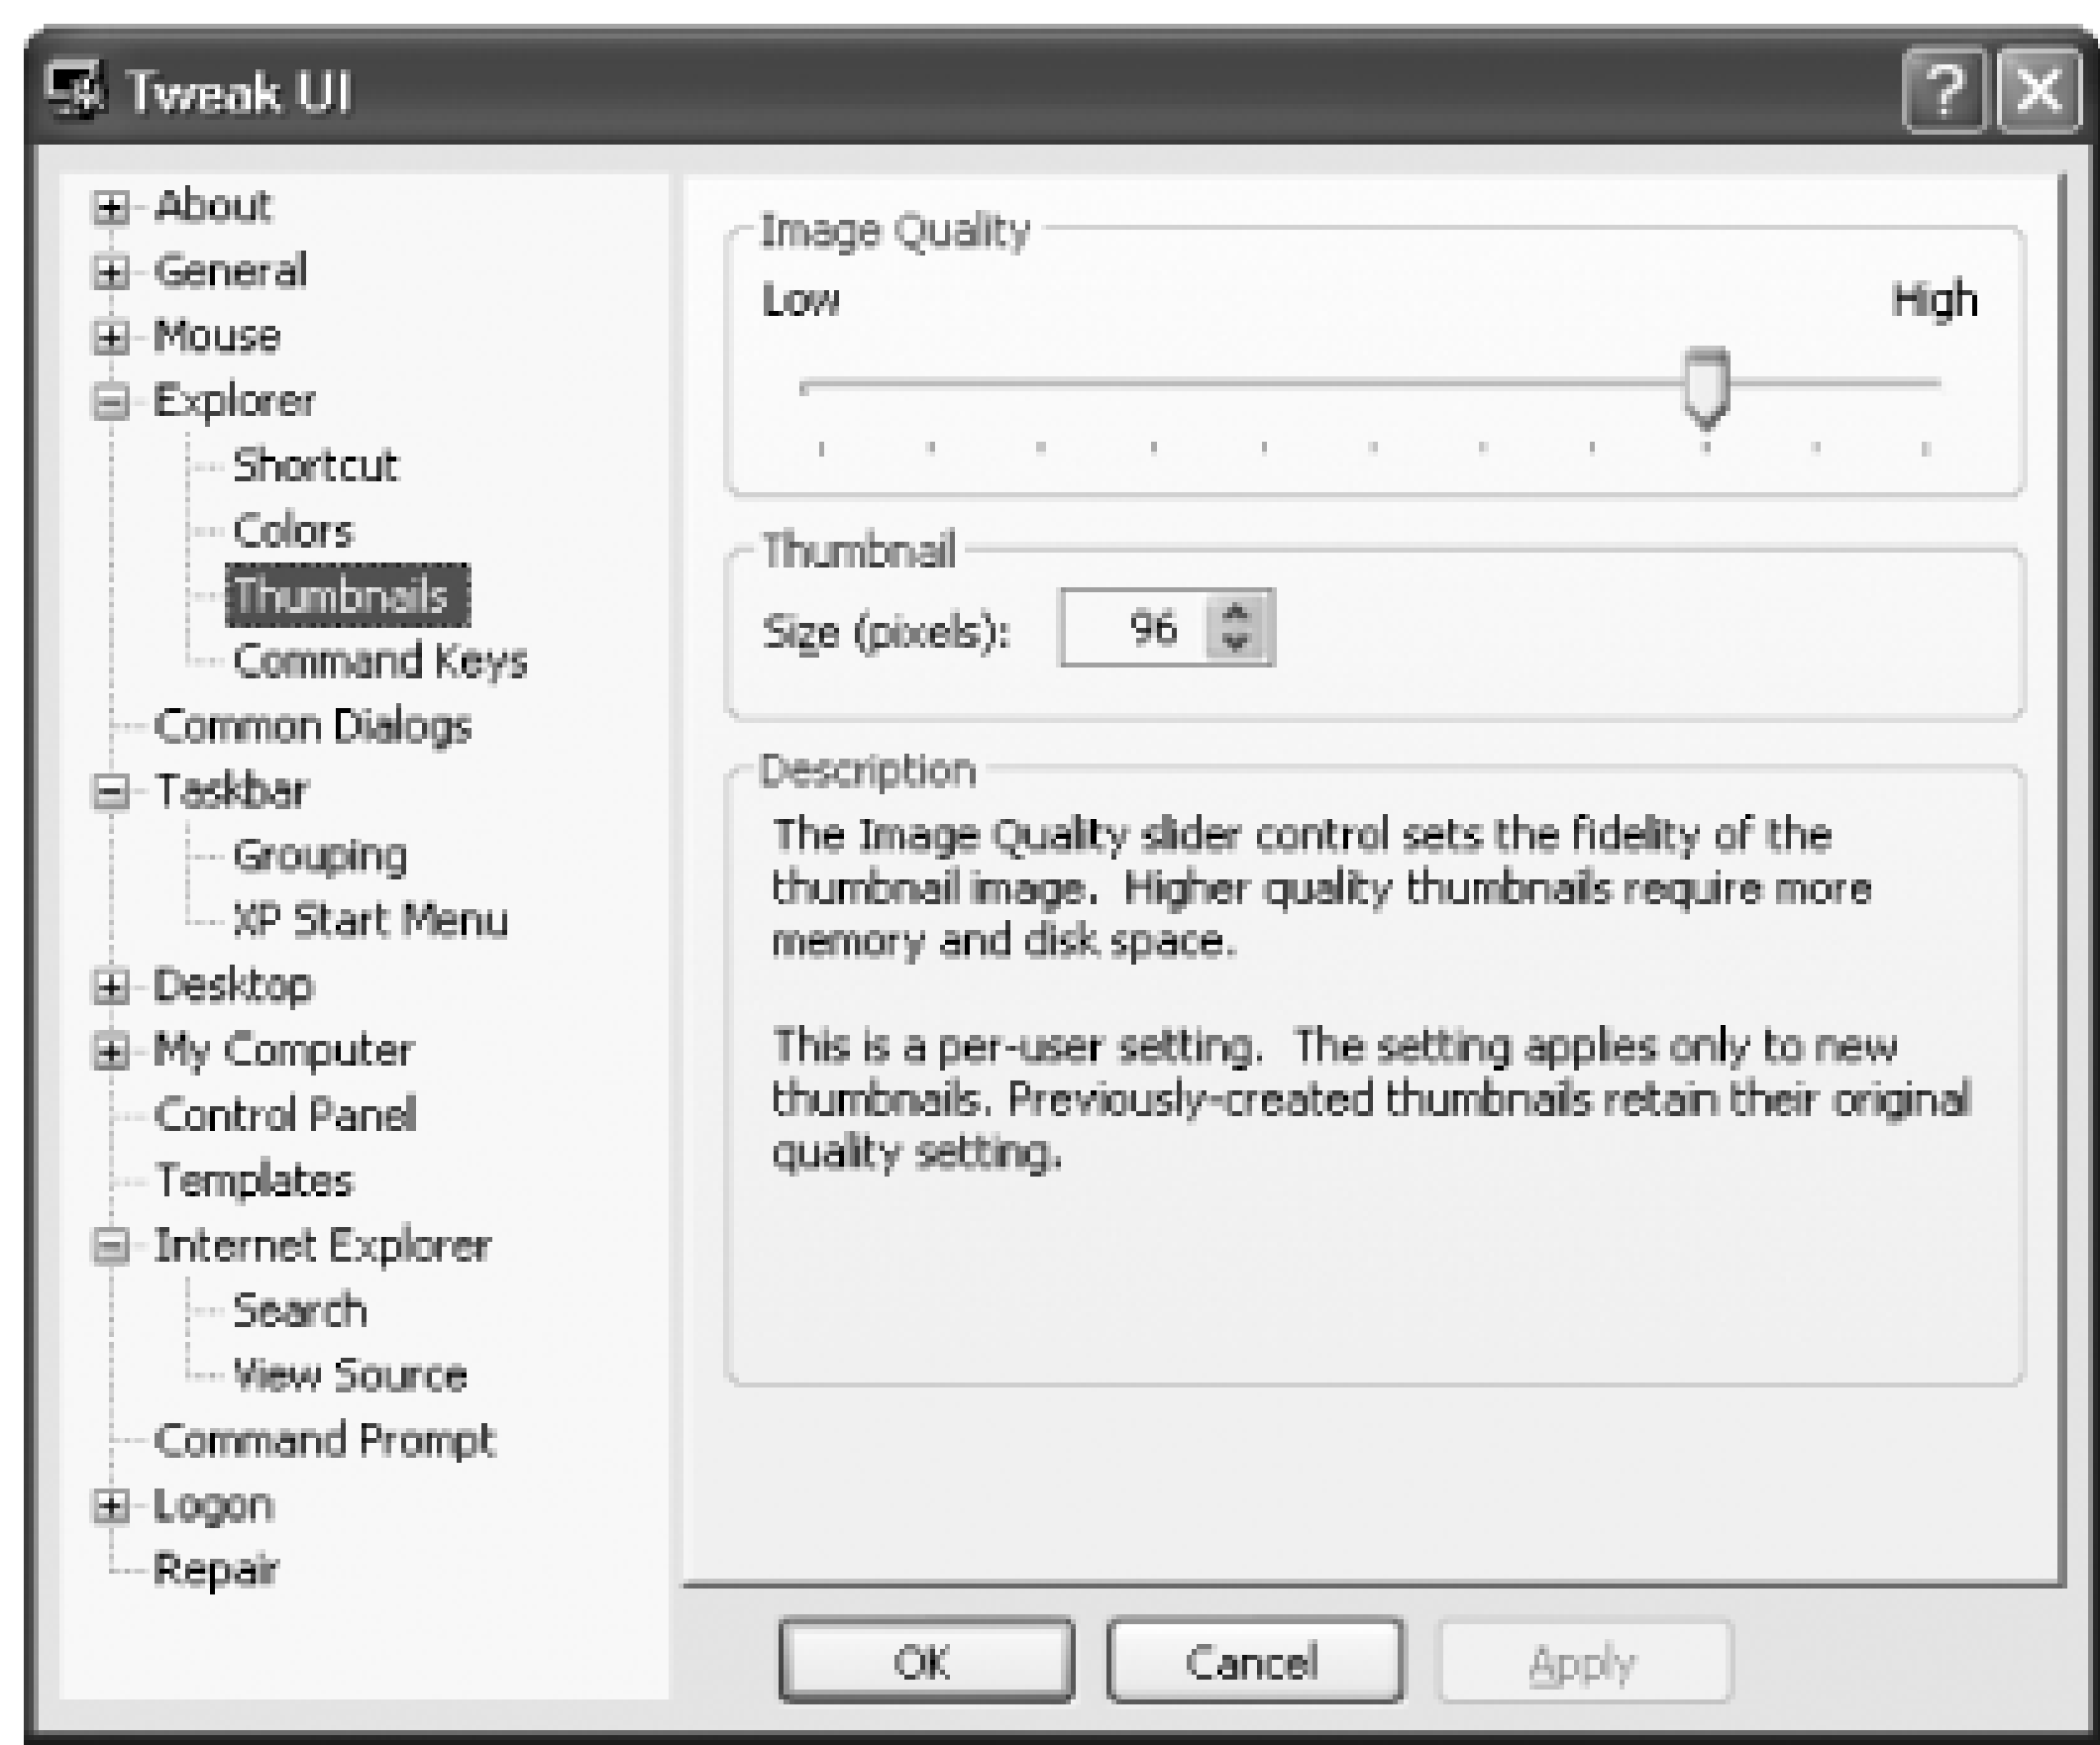 Tweak UI
About
General
Mouse
Explorer
Shortcut
Colors
Thumbnails
Command Keys
Common Dialogs
Taskbar
Grouping
XP Start Menu
Desktop
My Computer
Control Panel
Templates
Internet Explorer
Search
View Source
Command Prompt
Logon
Repair
Image Quality
Low High
Thumbnail
Size (pixels): 96
Description
The Image Quality slider control sets the fidelity of the
thumbnail image.  Higher quality thumbnails require more
memory and disk space.
This is a per-user setting.  The setting applies only to new
thumbnails. Previously-created thumbnails retain their original
quality setting.
OK Cancel Apply